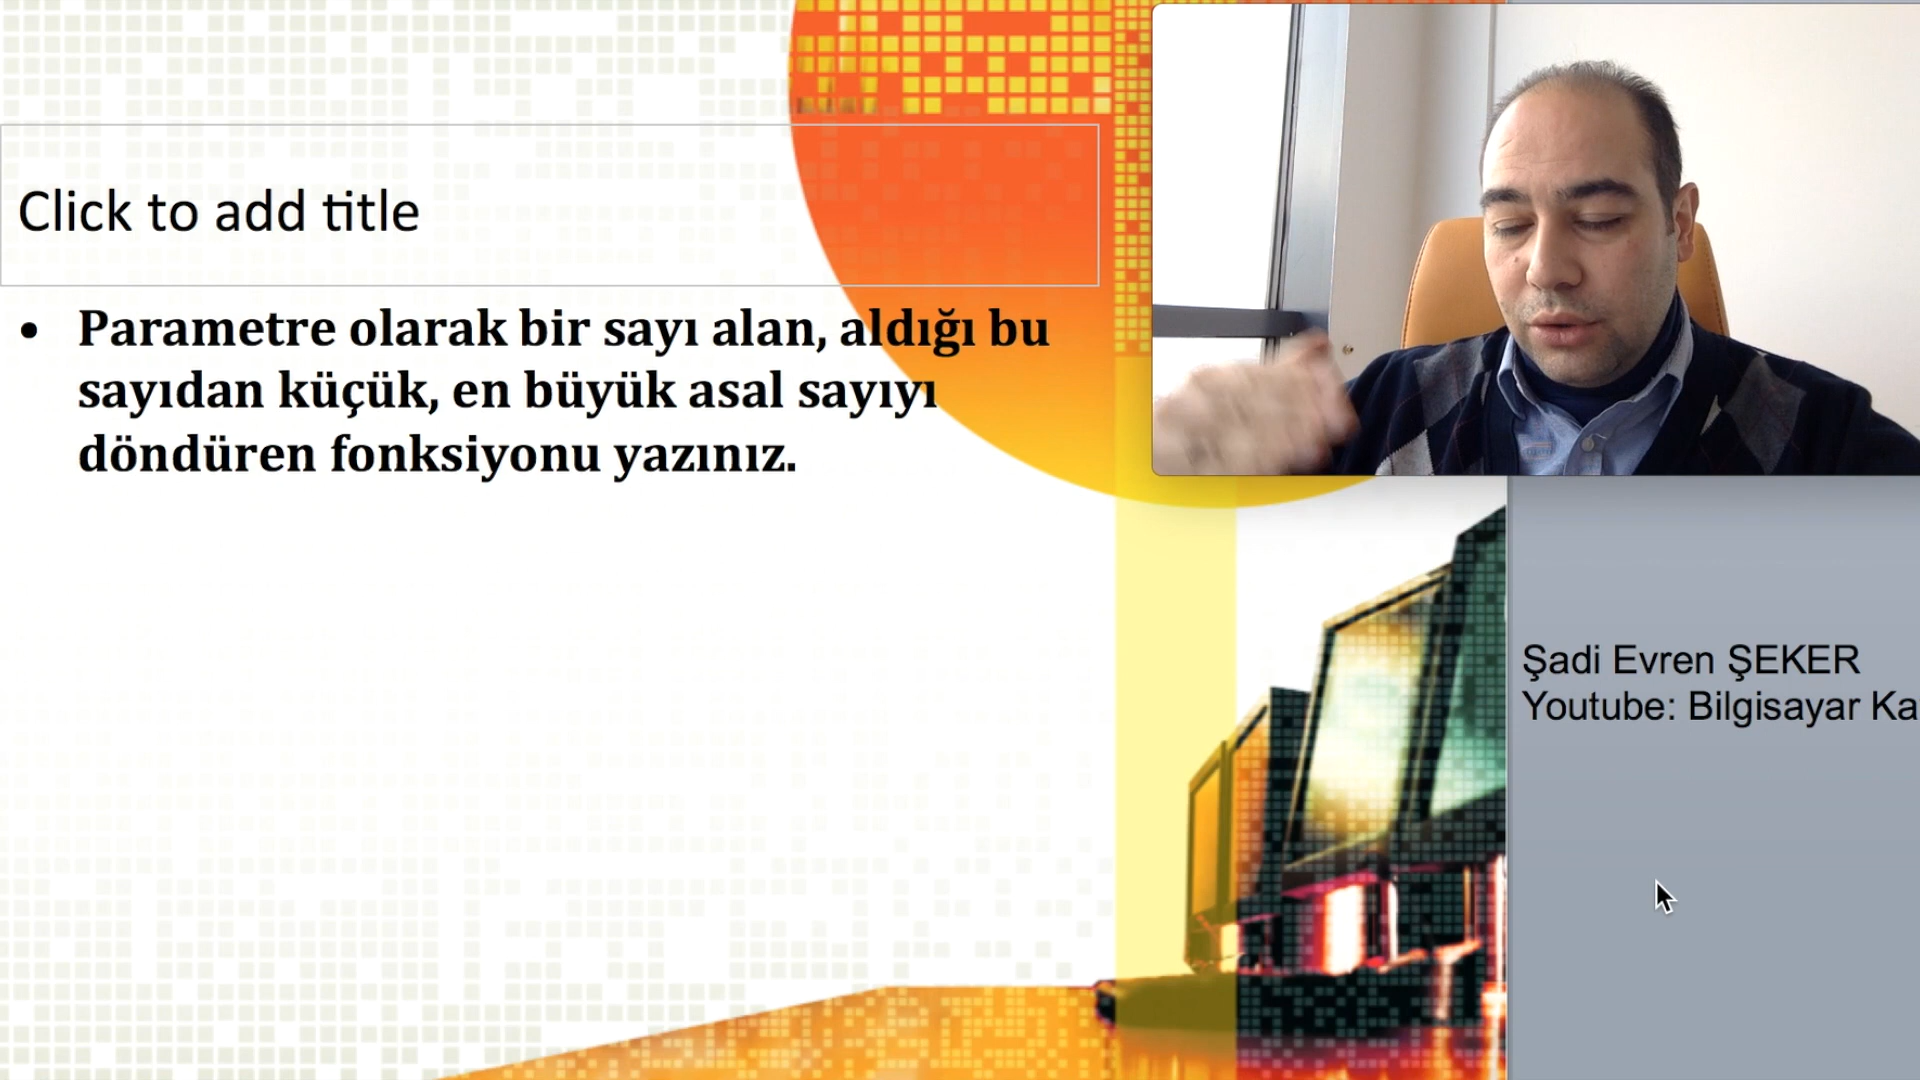 Click to add title
• Parametre olarak bir sayı alan, aldığı bu
sayıdan küçük, en büyük asal sayıyı
döndüren fonksiyonu yazınız.
Şadi Evren ŞEKER
Youtube: Bilgisayar Ka